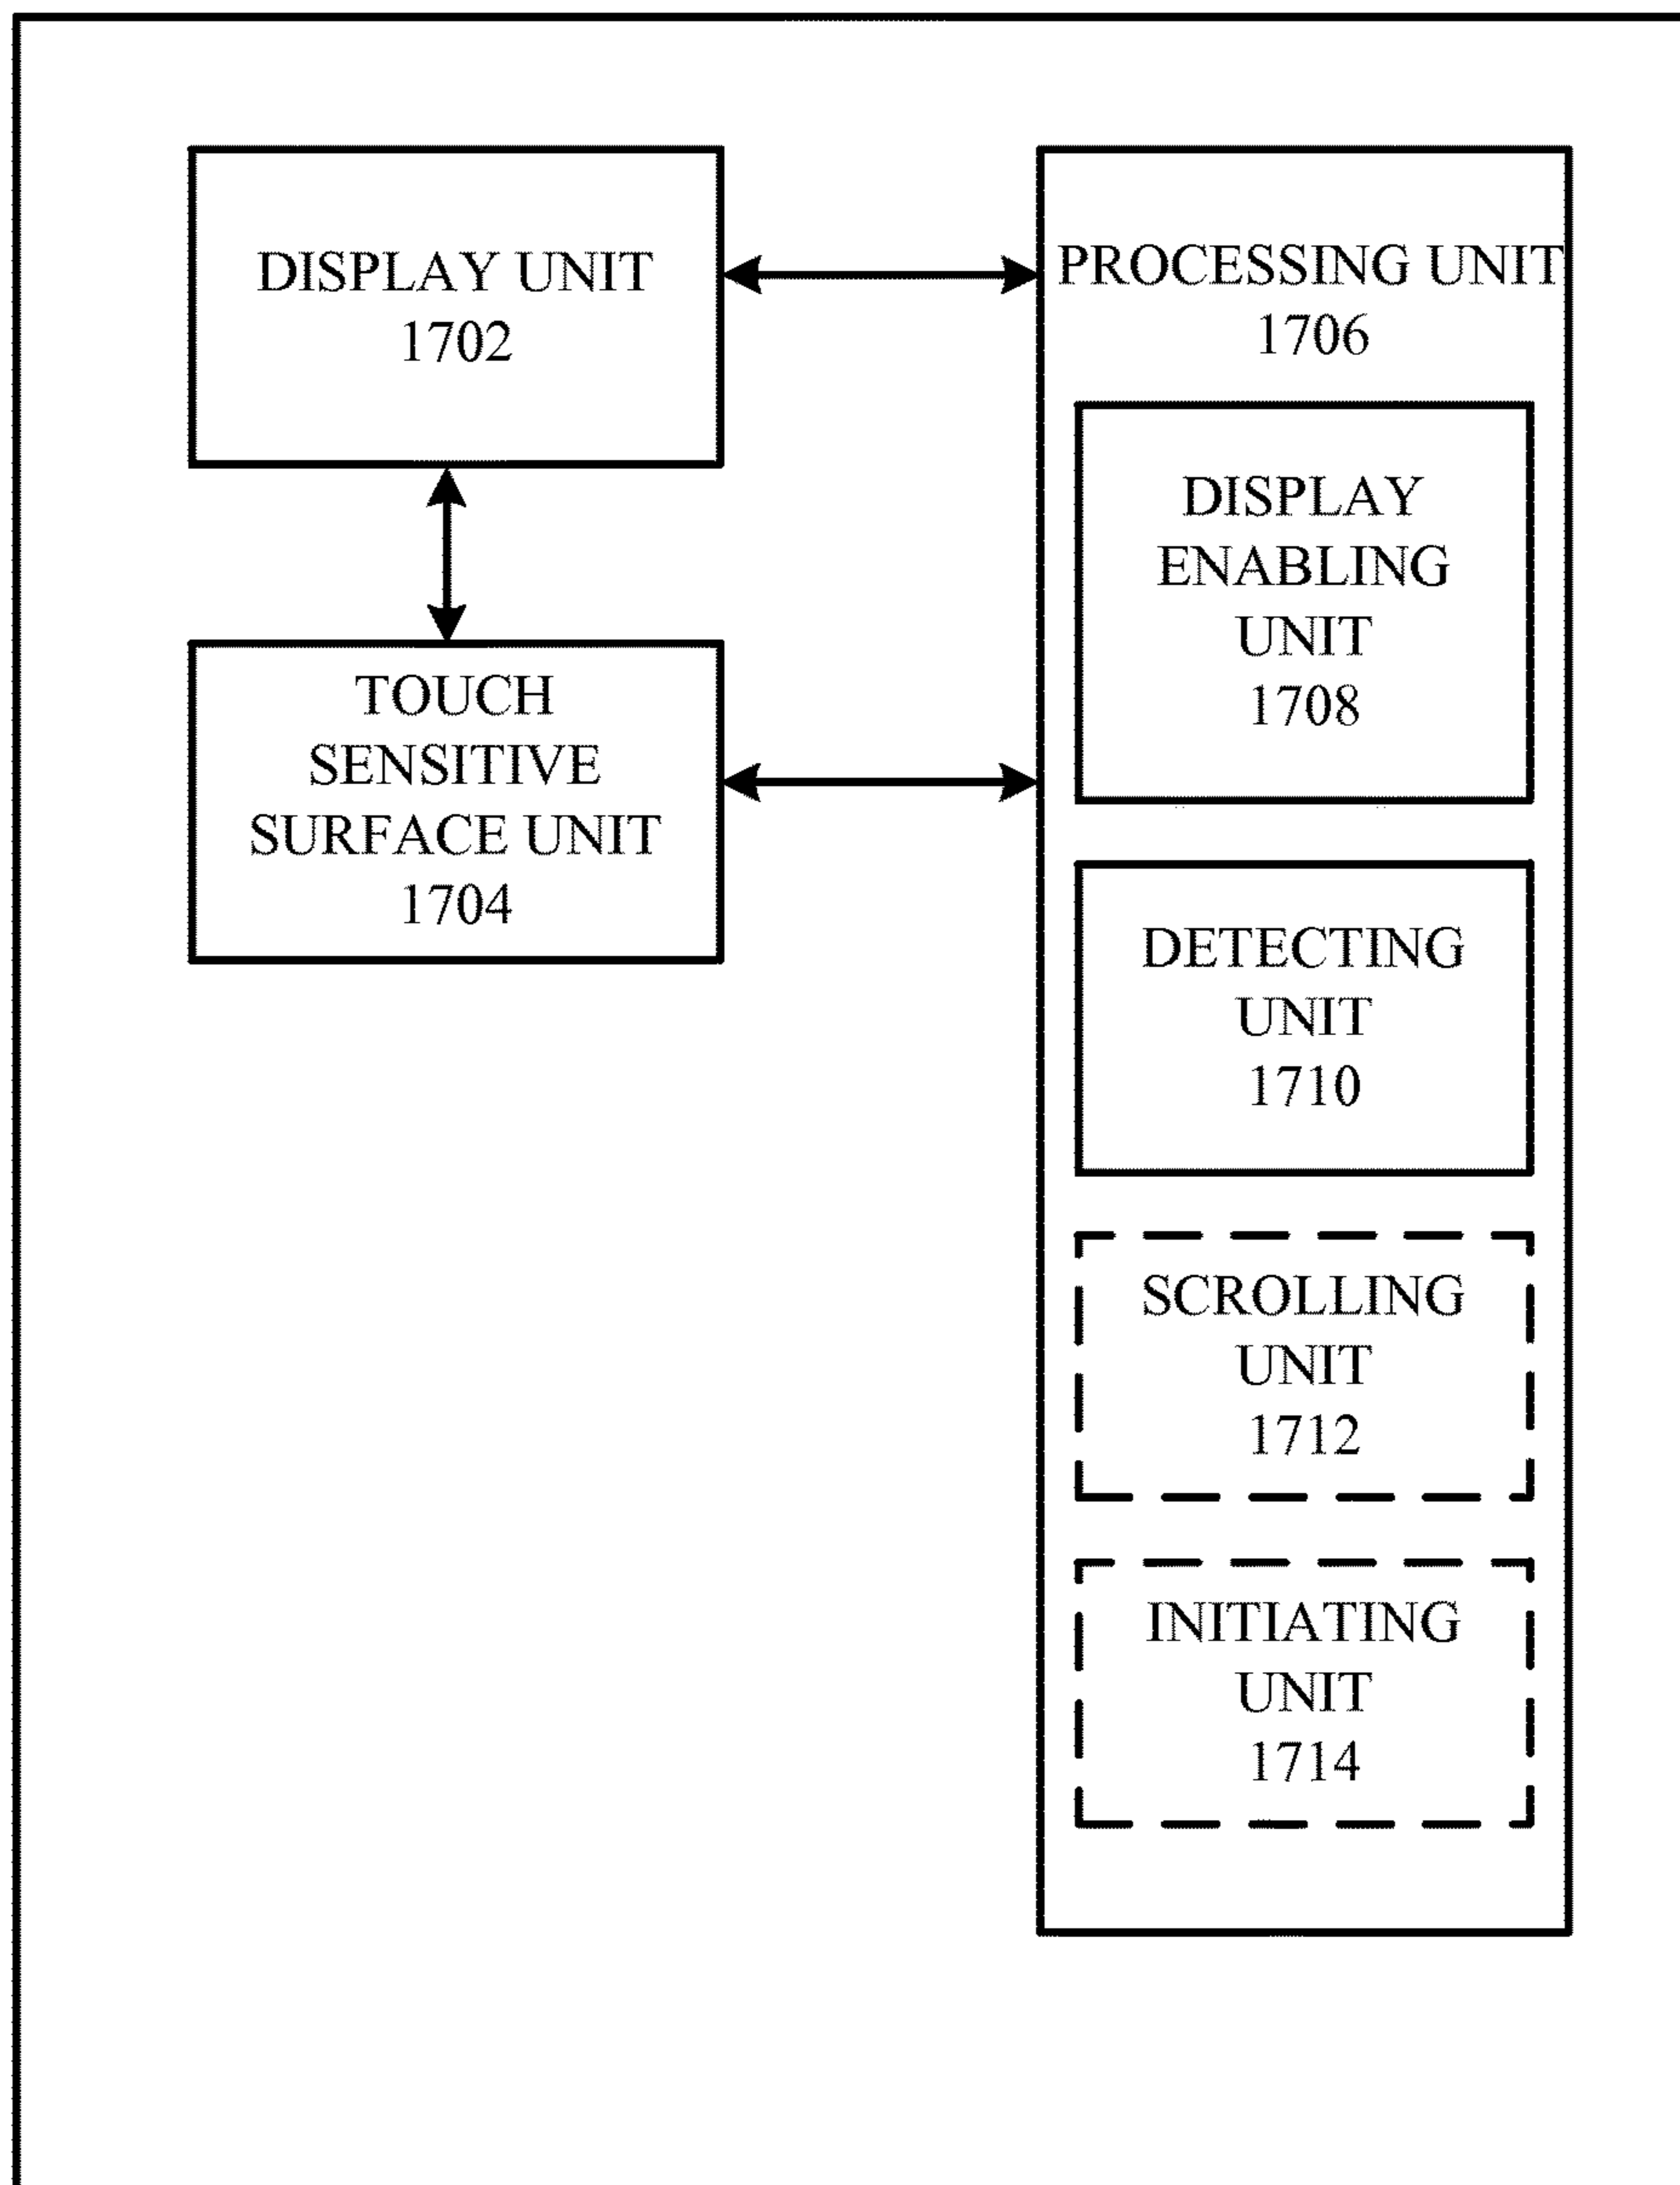 DISPLAY UNIT
1702
TOUCH
SENSITIVE
SURFACE UNIT
1704
PROCESSING UNIT
1706
DISPLAY
ENABLING
UNIT
1708
DETECTING
UNIT
1710
SCROLLING
UNIT
1712
INITIATING
UNIT
1714